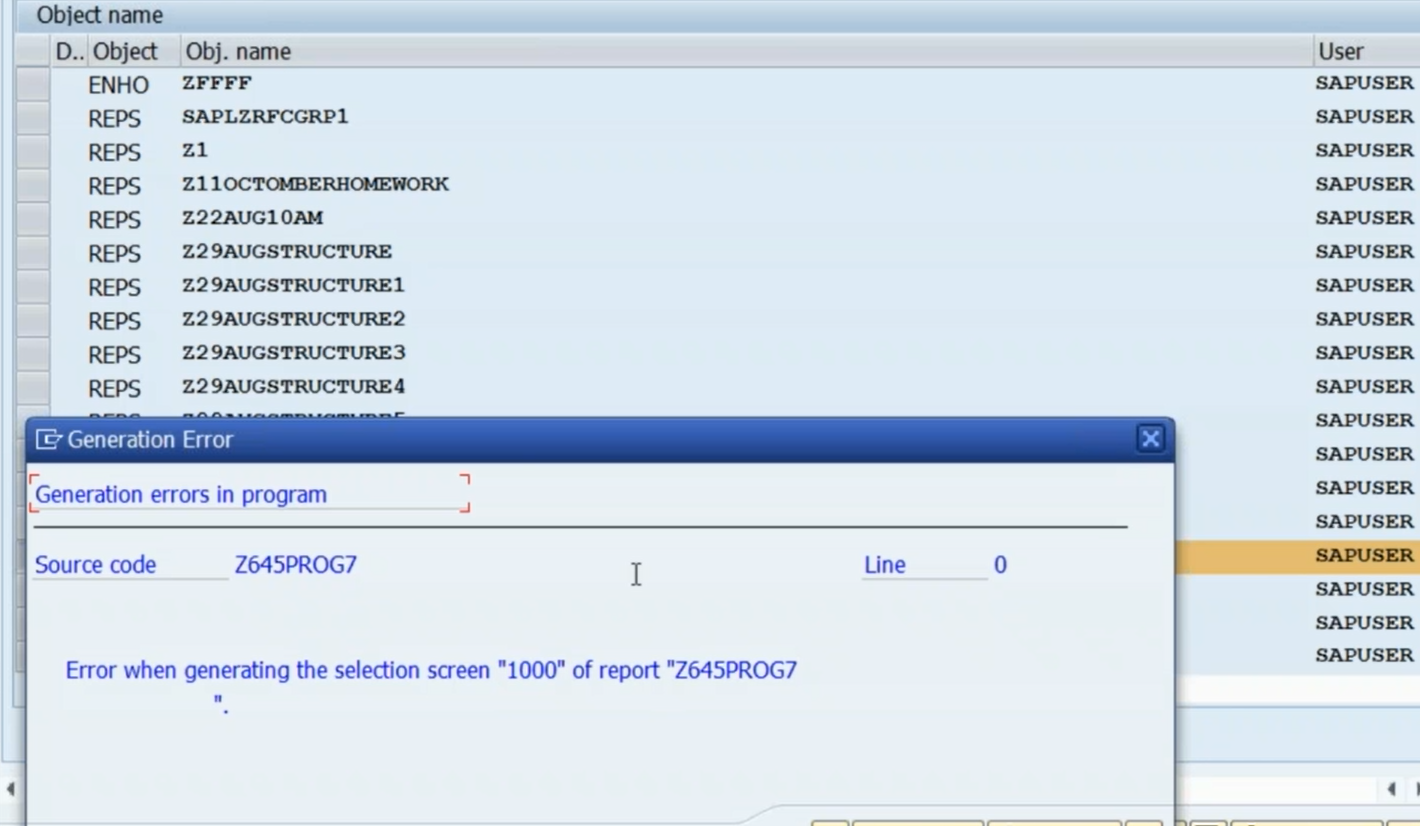 Object name
D.. Object Obj. name User
ENHO ZFFFF SAPUSER
REPS SAPLZRFCGRP1 SAPUSER
REPS Z1 SAPUSER
REPS Z11OCTOMBERHOMEWORK SAPUSER
REPS Z22AUG10AM SAPUSER
REPS Z29AUGSTRUCTURE SAPUSER
REPS Z29AUGSTRUCTURE1 SAPUSER
REPS Z29AUGSTRUCTURE2 SAPUSER
REPS Z29AUGSTRUCTURE3 SAPUSER
REPS Z29AUGSTRUCTURE4 SAPUSER
SAPUSER
Generation Error
SAPUSER
Generation errors in program
SAPUSER
SAPUSER
Source code Z645PROG7 Line 0
SAPUSER
SAPUSER
SAPUSER
Error when generating the selection screen "1000" of report "Z645PROG7
SAPUSER
".